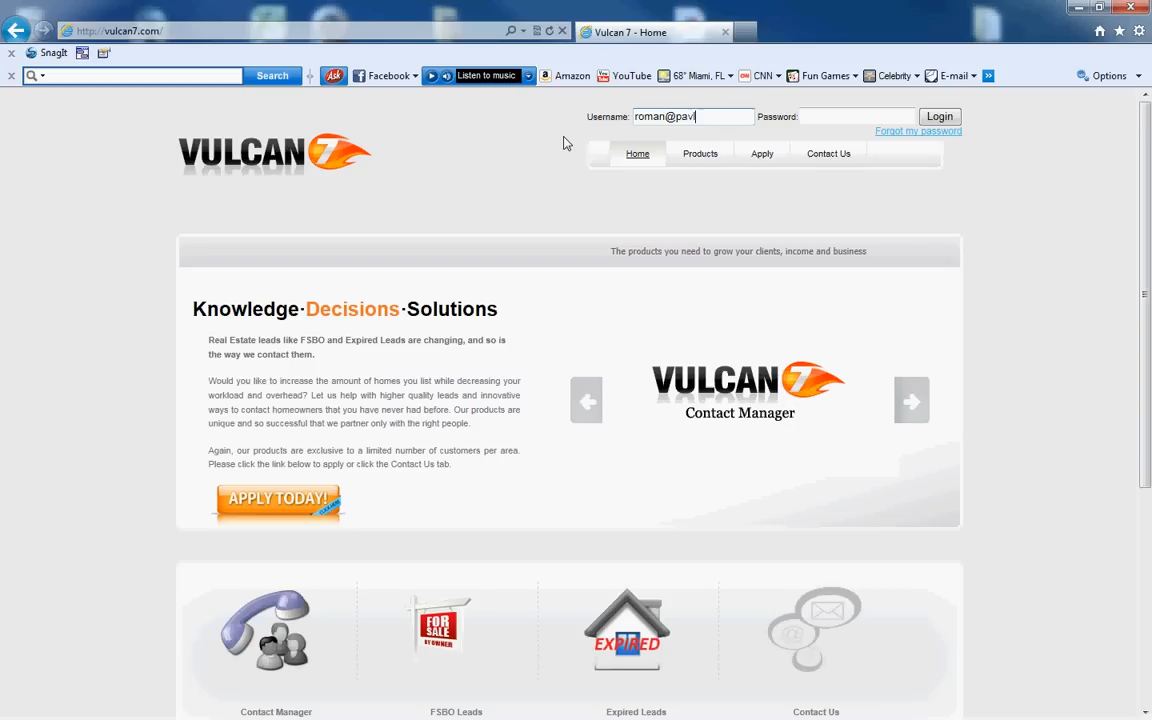 http://vulcan7.com/
Vulcan 7 - Home
SnagIt
Search
Ask
Facebook
Listen to music
Amazon
YouTube
68° Miami, FL
CNN
Fun Games
Celebrity
E-mail
Options
Username: roman@pavl Password: Login
Forgot my password
VULCAN 7
Home Products Apply Contact Us
The products you need to grow your clients, income and business
Knowledge·Decisions·Solutions
Real Estate leads like FSBO and Expired Leads are changing, and so is
the way we contact them.
Would you like to increase the amount of homes you list while decreasing your
workload and overhead? Let us help with higher quality leads and innovative
ways to contact homeowners that you have never had before. Our products are
unique and so successful that we partner only with the right people.
Again, our products are exclusive to a limited number of customers per area.
Please click the link below to apply or click the Contact Us tab.
APPLY TODAY!
VULCAN 7
Contact Manager
FOR
SALE
BY OWNER
EXPIRED
Contact Manager
FSBO Leads
Expired Leads
Contact Us